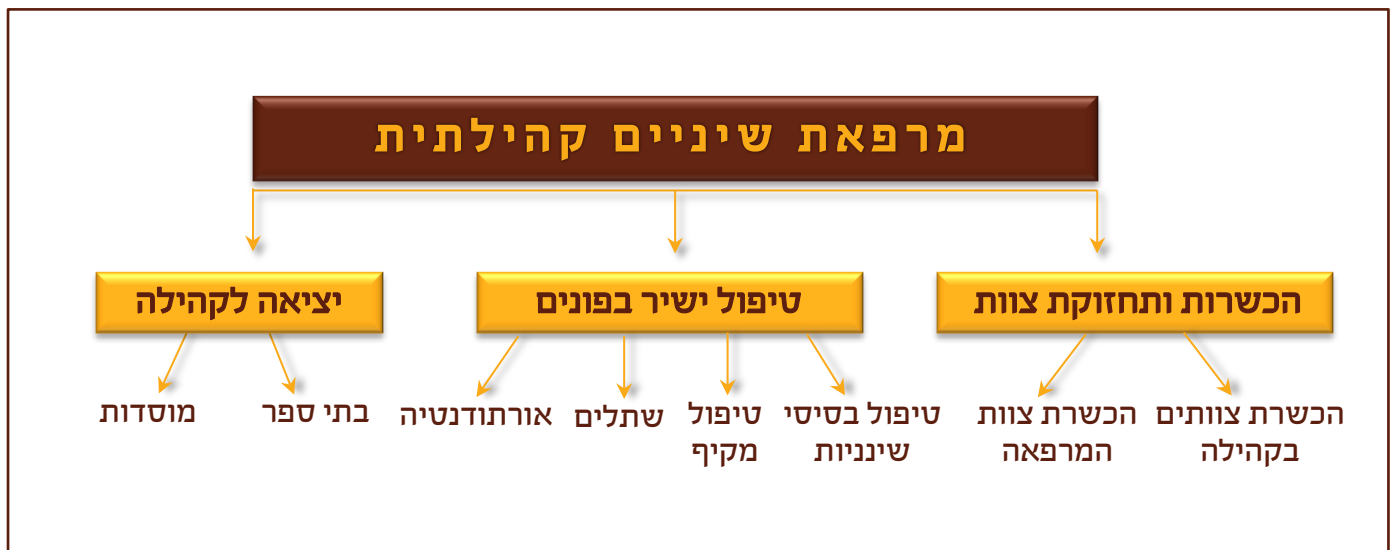 מרפאת שיניים קהילתית
הכשרות ותחזוקת צוות
טיפול ישיר בפונים
יציאה לקהילה
הכשרת צוותים
בקהילה
הכשרת צוות
המרפאה
טיפול בסיסי
שינניות
טיפול
מקיף
שתלים
אורתודנטיה
בתי ספר
מוסדות